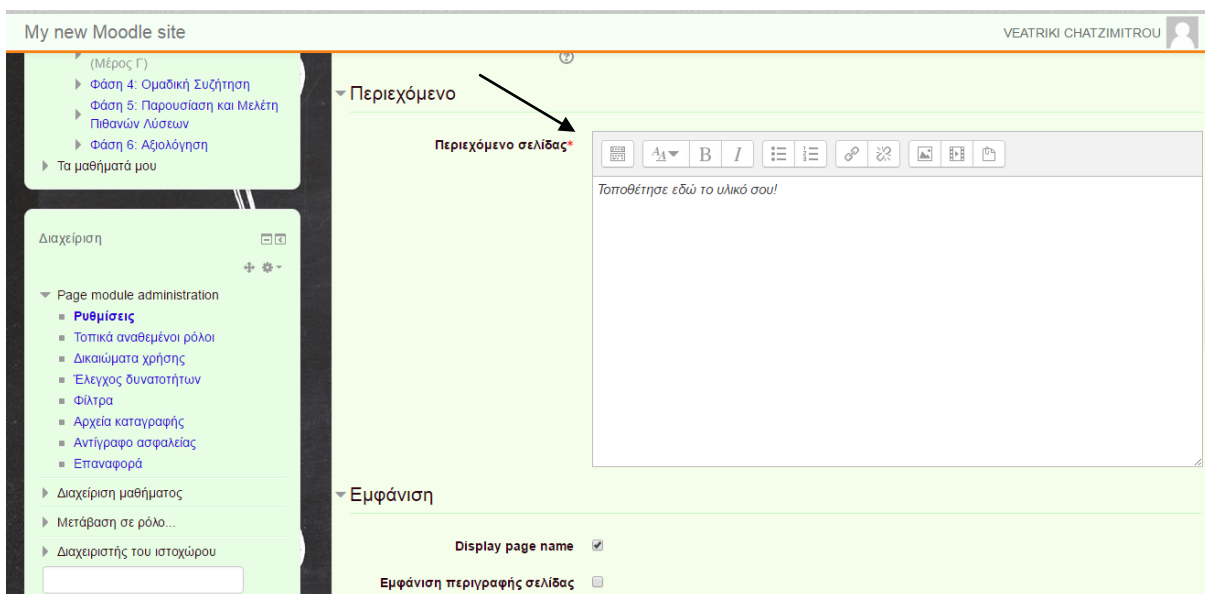 My new Moodle site
VEATRIKI CHATZIMITROU
(Μέρος Γ)
Φάση 4: Ομαδική Συζήτηση
Φάση 5: Παρουσίαση και Μελέτη
Πιθανών Λύσεων
Φάση 6: Αξιολόγηση
Τα μαθήματά μου
Διαχείριση
Page module administration
Ρυθμίσεις
Τοπικά αναθεμένοι ρόλοι
Δικαιώματα χρήσης
Έλεγχος δυνατοτήτων
Φίλτρα
Αρχεία καταγραφής
Αντίγραφο ασφαλείας
Επαναφορά
Διαχείριση μαθήματος
Μετάβαση σε ρόλο...
Διαχειριστής του ιστοχώρου
Περιεχόμενο
Περιεχόμενο σελίδας*
B I
Τοποθέτησε εδώ το υλικό σου!
Εμφάνιση
Display page name
Εμφάνιση περιγραφής σελίδας